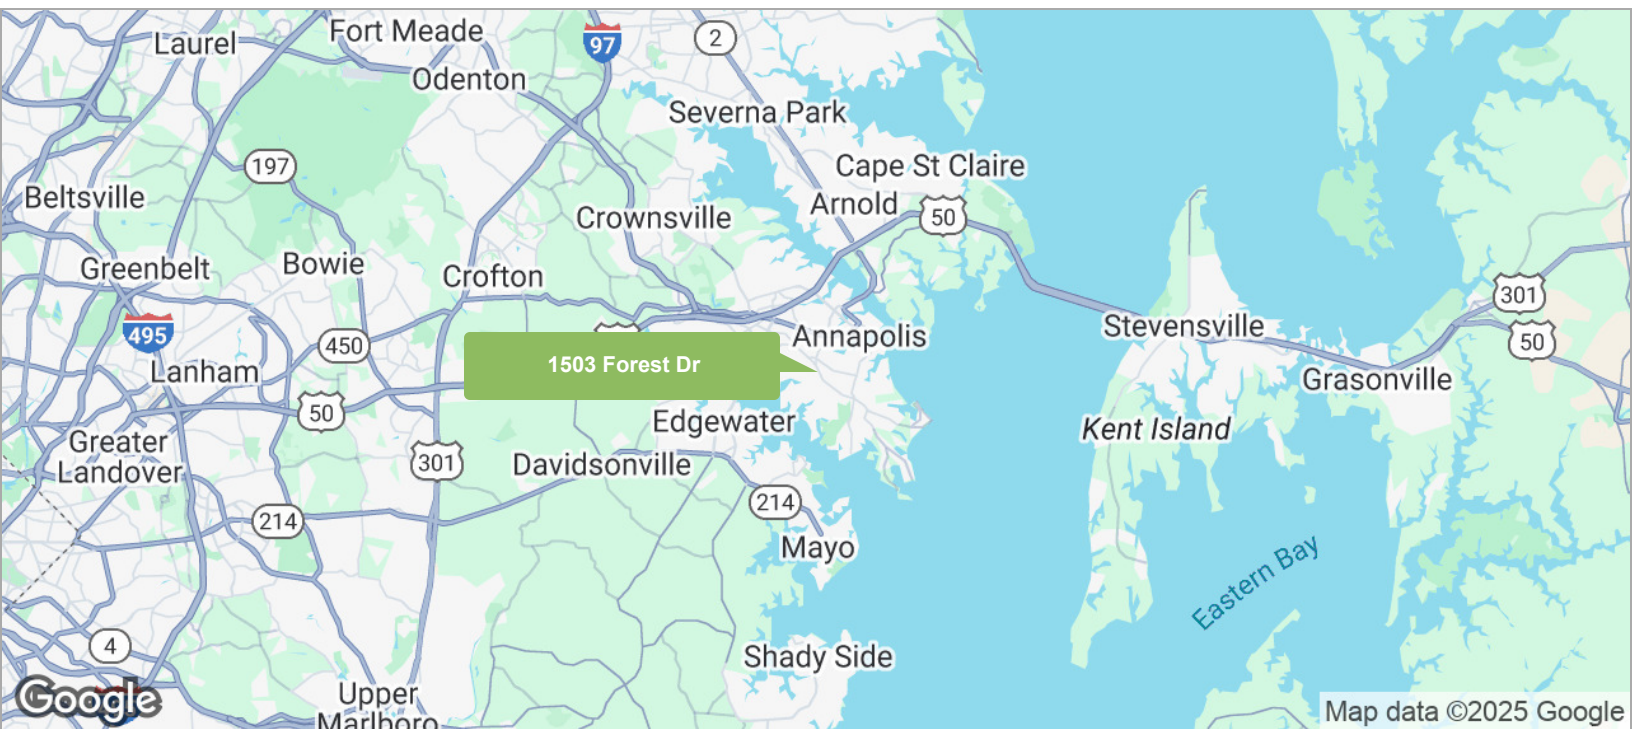 Laurel
Fort Meade
97
2
Odenton
Severna Park
197
Cape St Claire
Beltsville
Arnold
50
Crownsville
Greenbelt
Bowie
Crofton
301
495
450
Annapolis
Stevensville
50
1503 Forest Dr
Lanham
Grasonville
50
Edgewater
Kent Island
Greater
Landover
301
Davidsonville
214
214
Mayo
Eastern Bay
4
Shady Side
Google
Upper
Marlboro
Map data ©2025 Google